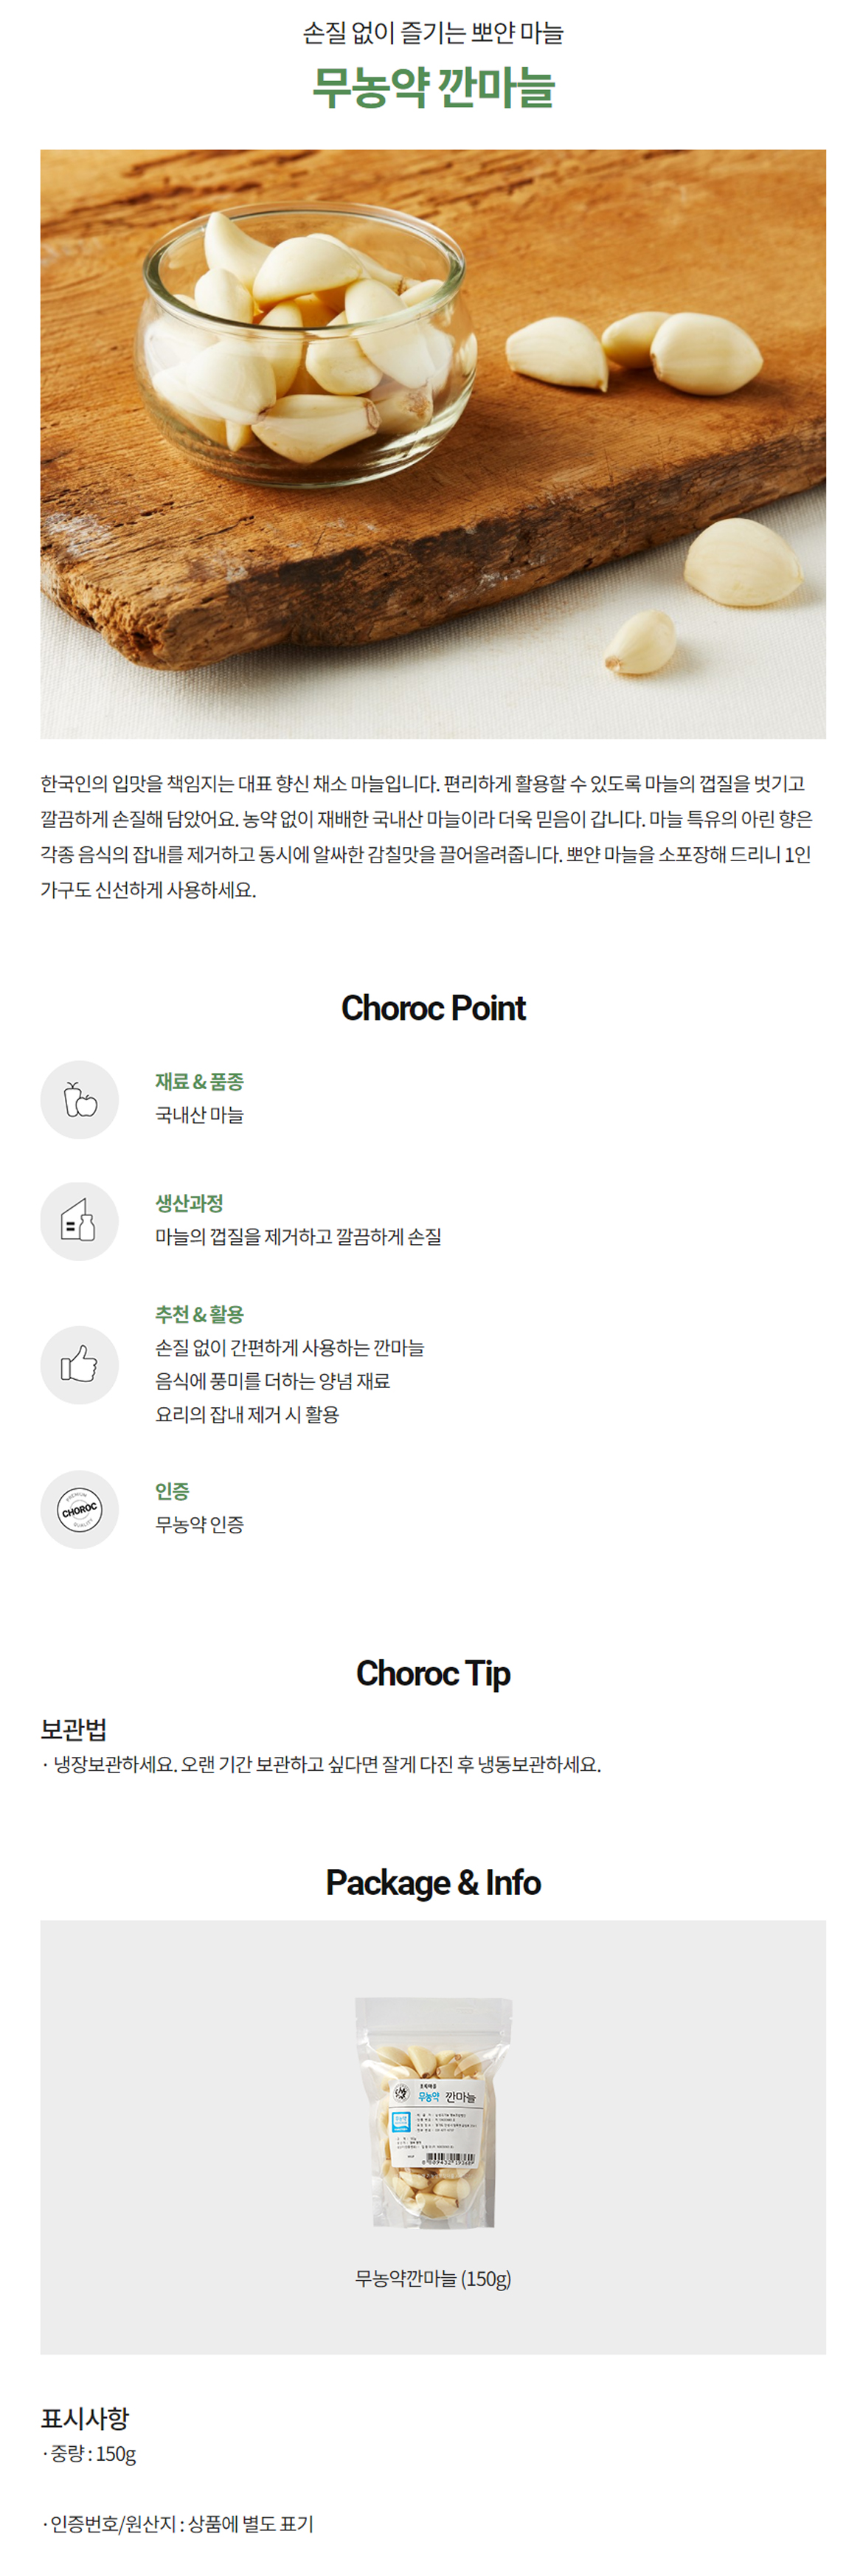 손질 없이 즐기는 뽀얀 마늘
무농약 깐마늘
한국인의 입맛을 책임지는 대표 향신 채소 마늘입니다. 편리하게 활용할 수 있도록 마늘의 껍질을 벗기고
깔끔하게 손질해 담았어요. 농약 없이 재배한 국내산 마늘이라 더욱 믿음이 갑니다. 마늘 특유의 아린 향은
각종 음식의 잡내를 제거하고 동시에 알싸한 감칠맛을 끌어올려줍니다. 뽀얀 마늘을 소포장해 드리니 1인
가구도 신선하게 사용하세요.
Choroc Point
재료 & 품종
국내산 마늘
생산과정
마늘의 껍질을 제거하고 깔끔하게 손질
추천 & 활용
손질 없이 간편하게 사용하는 깐마늘
음식에 풍미를 더하는 양념 재료
요리의 잡내 제거 시 활용
PREMIUM
CHOROC
QUALITY
인증
무농약 인증
Choroc Tip
보관법
· 냉장보관하세요. 오랜 기간 보관하고 싶다면 잘게 다진 후 냉동보관하세요.
Package & Info
무농약 깐마늘
무농약깐마늘 (150g)
표시사항
· 중량 : 150g
· 인증번호/원산지 : 상품에 별도 표기